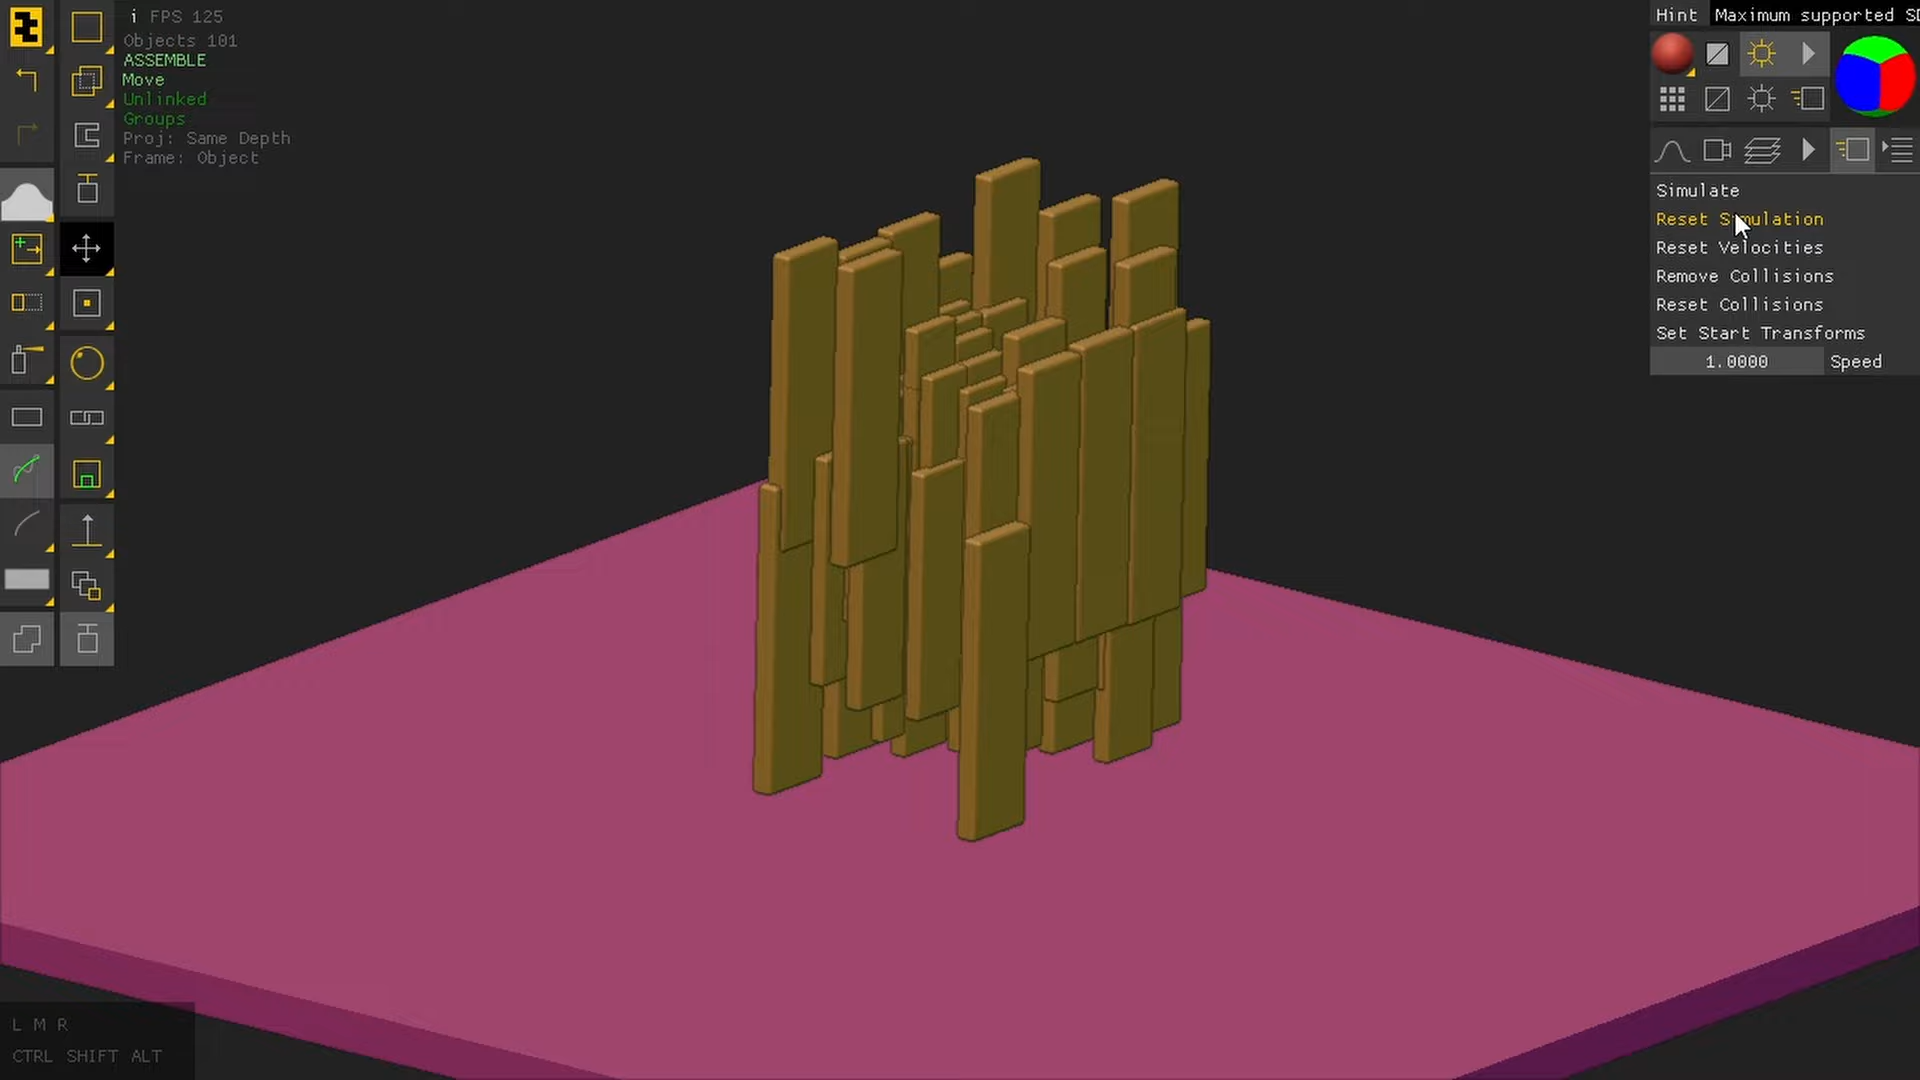 i FPS 125
Objects 101
ASSEMBLE
Move
Unlinked
Groups
Proj: Same Depth
Frame: Object
Hint Maximum supported
Simulate
Reset Simulation
Reset Velocities
Remove Collisions
Reset Collisions
Set Start Transforms
1.0000 Speed
L M R
CTRL SHIFT ALT